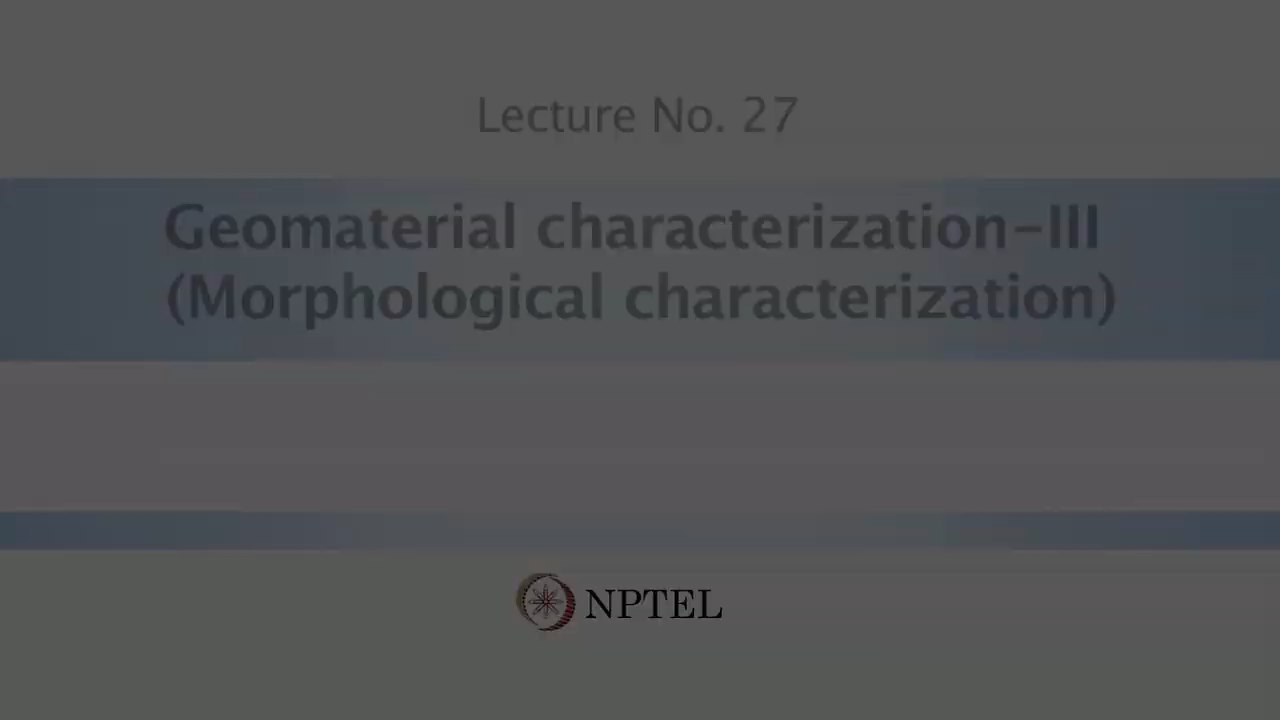 Lecture No. 27
Geomaterial characterization-III
(Morphological characterization)
NPTEL